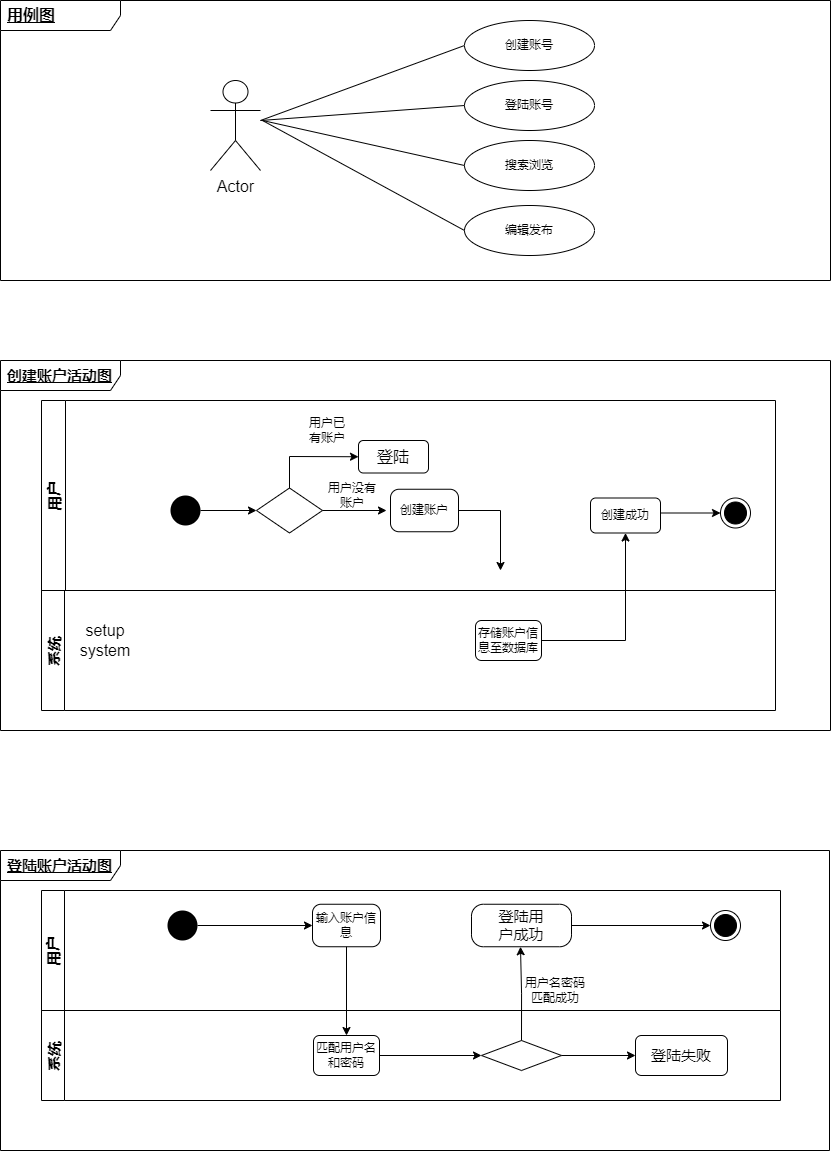 用例图
创建账号
登陆账号
搜索浏览
编辑发布
Actor
创建账户活动图
用户
用户已
有账户
登陆
用户没有
账户
创建账户
创建成功
系统
setup
system
存储账户信
息至数据库
登陆账户活动图
用户
输入账户信
息
登陆用
户成功
用户名密码
匹配成功
系统
匹配用户名
和密码
登陆失败